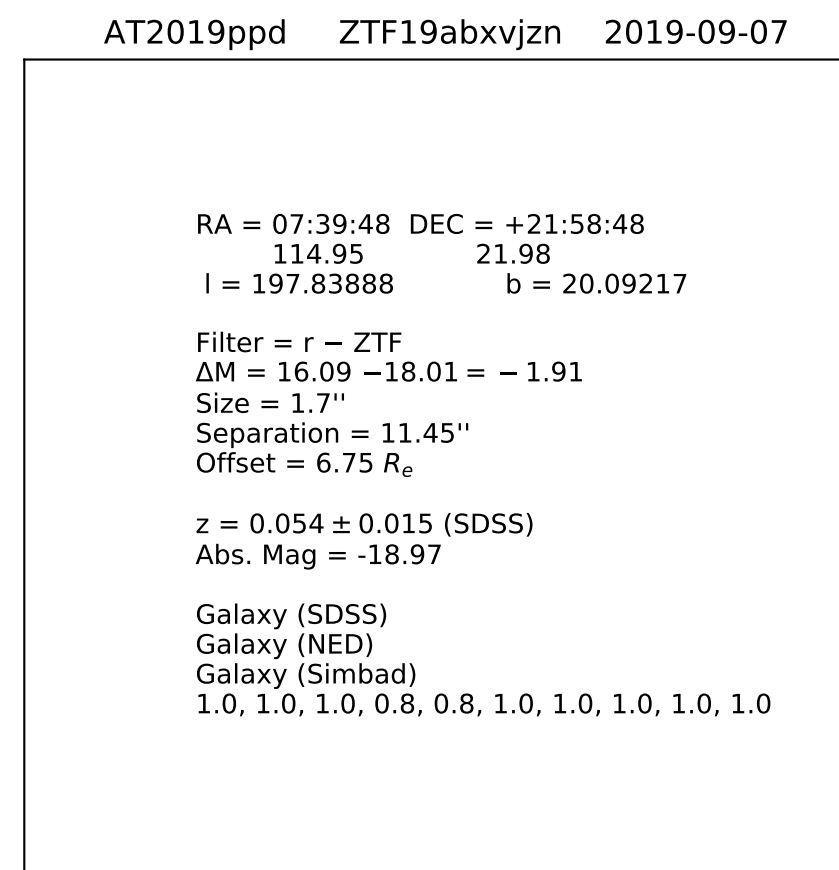 AT2019ppd ZTF19abxvjzn 2019-09-07
RA = 07:39:48 DEC = +21:58:48
114.95 21.98
l = 197.83888 b = 20.09217
Filter = r − ZTF
ΔM = 16.09 −18.01 = − 1.91
Size = 1.7''
Separation = 11.45''
Offset = 6.75 Rₑ
z = 0.054 ± 0.015 (SDSS)
Abs. Mag = -18.97
Galaxy (SDSS)
Galaxy (NED)
Galaxy (Simbad)
1.0, 1.0, 1.0, 0.8, 0.8, 1.0, 1.0, 1.0, 1.0, 1.0